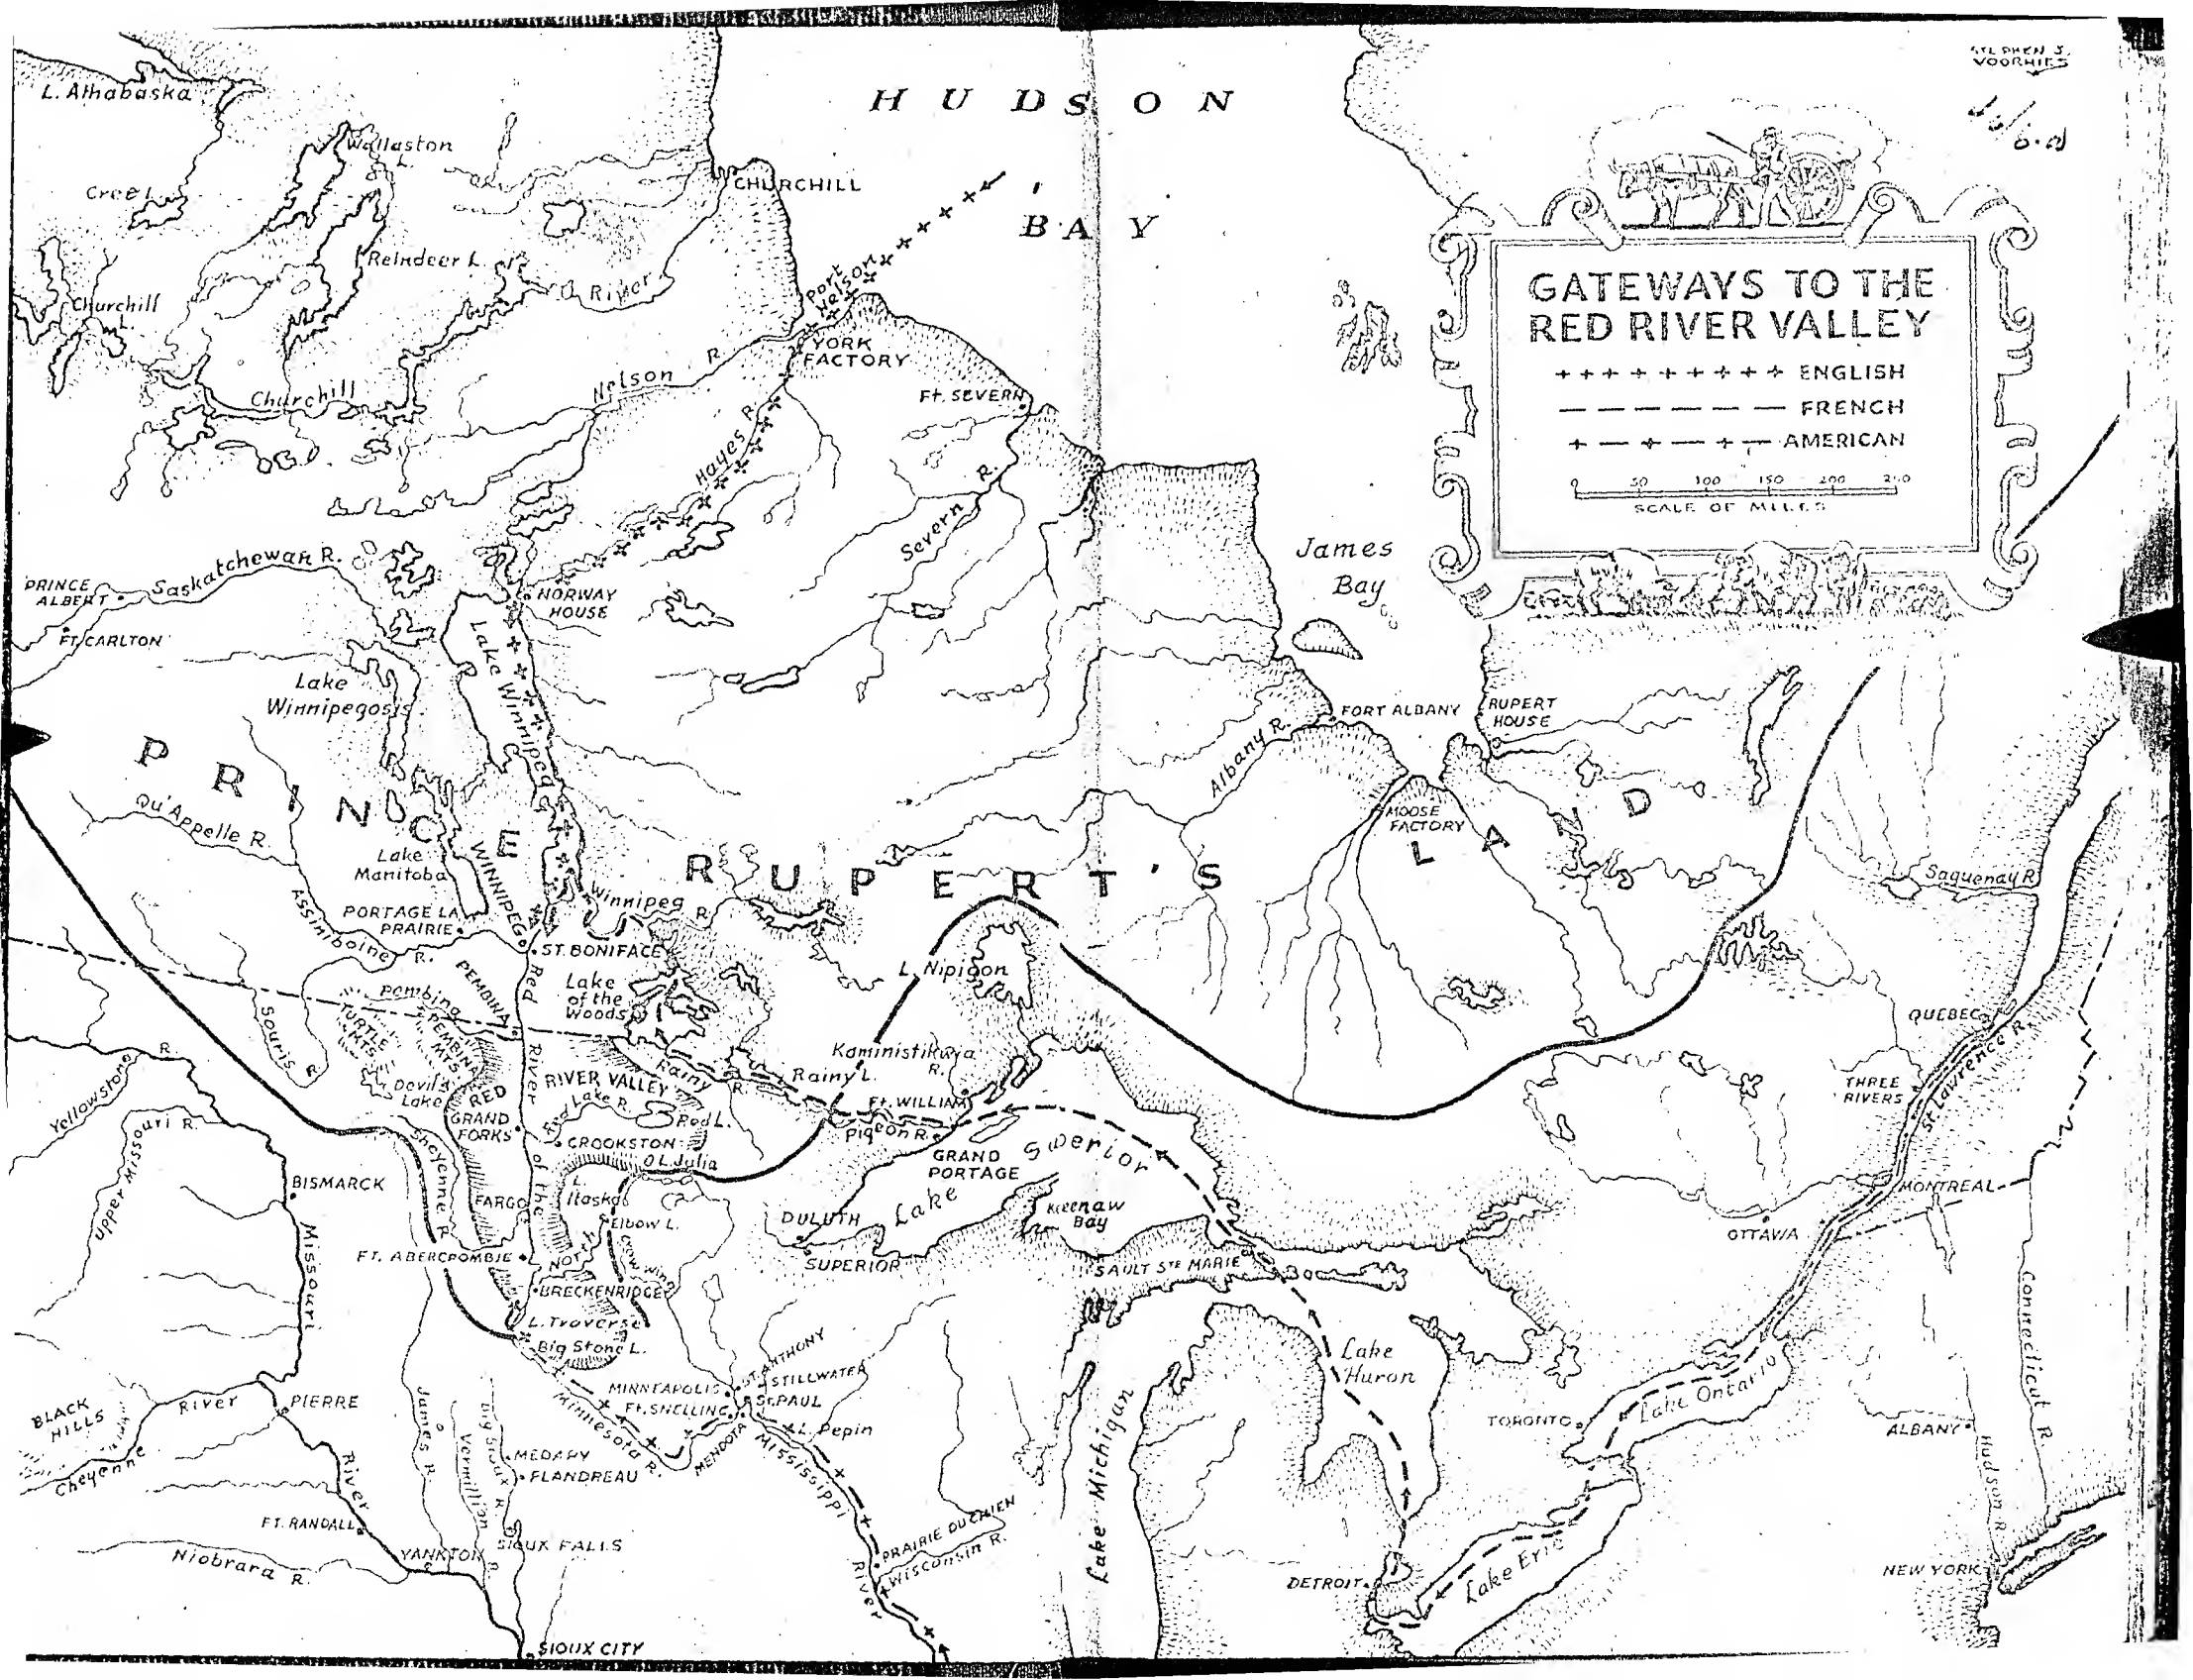 STEPHEN S.
VOORHIES
HUDSON
BAY
GATEWAYS TO THE
RED RIVER VALLEY
ENGLISH
FRENCH
AMERICAN
0 50 100 150 200 250
SCALE OF MILES
L. Athabaska
Wollaston
L.
Cree L.
CHURCHILL
Reindeer L.
River
Churchill
L.
Port
Nelson
YORK
FACTORY
Churchill
Nelson R.
Hayes R.
Ft. SEVERN
Severn R.
James
Bay
Saskatchewan R.
PRINCE
ALBERT
FT. CARLTON
NORWAY
HOUSE
Lake Winnipeg
Lake
Winnipegosis
FORT ALBANY
RUPERT
HOUSE
Albany R.
MOOSE
FACTORY
PRINCE RUPERT'S LAND
Qu'Appelle R.
Lake
Manitoba
WINNIPEG
Winnipeg R.
PORTAGE LA
PRAIRIE
Assiniboine R.
ST. BONIFACE
Saguenay R.
L. Nipigon
Lake
of the
Woods
PEMBINA
Pembina
TURTLE
MTS
PEMBINA
MTS
Souris R.
Red River of the North
QUEBEC
St. Lawrence R.
THREE
RIVERS
Kaministikwia
R.
Rainy L.
Rainy R.
Ft. WILLIAM
Pigeon R.
GRAND
PORTAGE
Yellowstone R.
Devil's
Lake
RED
RIVER VALLEY
Red Lake R.
Red L.
GRAND
FORKS
CROOKSTON
L. Julia
Upper Missouri R.
Sheyenne R.
BISMARCK
L.
Itaska
FARGO
Elbow L.
Crow Wing
Lake Superior
Keenaw
Bay
DULUTH
SUPERIOR
SAULT STE MARIE
MONTREAL
OTTAWA
FT. ABERCROMBIE
BRECKENRIDGE
L. Traverse
Big Stone L.
Missouri
River
PIERRE
BLACK
HILLS
Cheyenne
River
ST. ANTHONY
STILLWATER
MINNEAPOLIS
ST. PAUL
Ft. SNELLING
MENDOTA
L. Pepin
Minnesota R.
Mississippi
River
Lake
Huron
Lake Michigan
TORONTO
Lake Ontario
Connecticut R.
ALBANY
Hudson R.
James R.
Vermillion
Big Sioux R.
R.
MEDARY
FLANDREAU
FT. RANDALL
Niobrara R.
YANKTON
SIOUX FALLS
PRAIRIE DU CHIEN
Wisconsin R.
DETROIT
Lake Erie
NEW YORK
SIOUX CITY